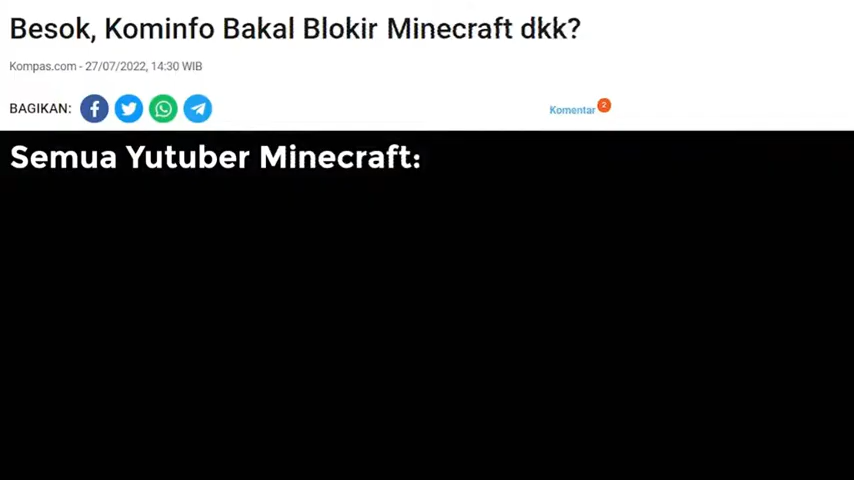 Besok, Kominfo Bakal Blokir Minecraft dkk?
Kompas.com - 27/07/2022, 14:30 WIB
BAGIKAN:
Komentar 2
Semua Yutuber Minecraft: